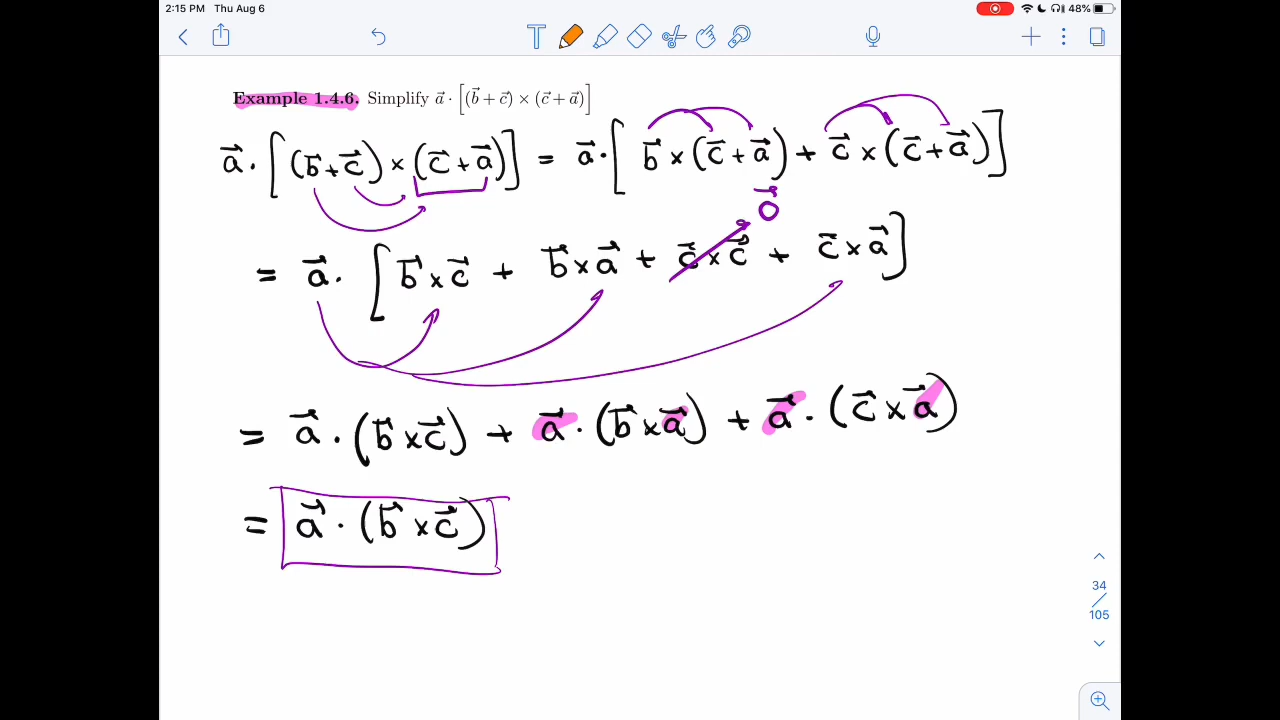 2:15 PM Thu Aug 6 48%
T
Example 1.4.6. Simplify a⃗ · [(b⃗ + c⃗) × (c⃗ + a⃗)]
a⃗ · [(b⃗ + c⃗) × (c⃗ + a⃗)] = a⃗ · [b⃗ × (c⃗ + a⃗) + c⃗ × (c⃗ + a⃗)]
0⃗
= a⃗ · [b⃗ × c⃗ + b⃗ × a⃗ + c⃗ × c⃗ + c⃗ × a⃗]
= a⃗ · (b⃗ × c⃗) + a⃗ · (b⃗ × a⃗) + a⃗ · (c⃗ × a⃗)
= a⃗ · (b⃗ × c⃗)
34
105